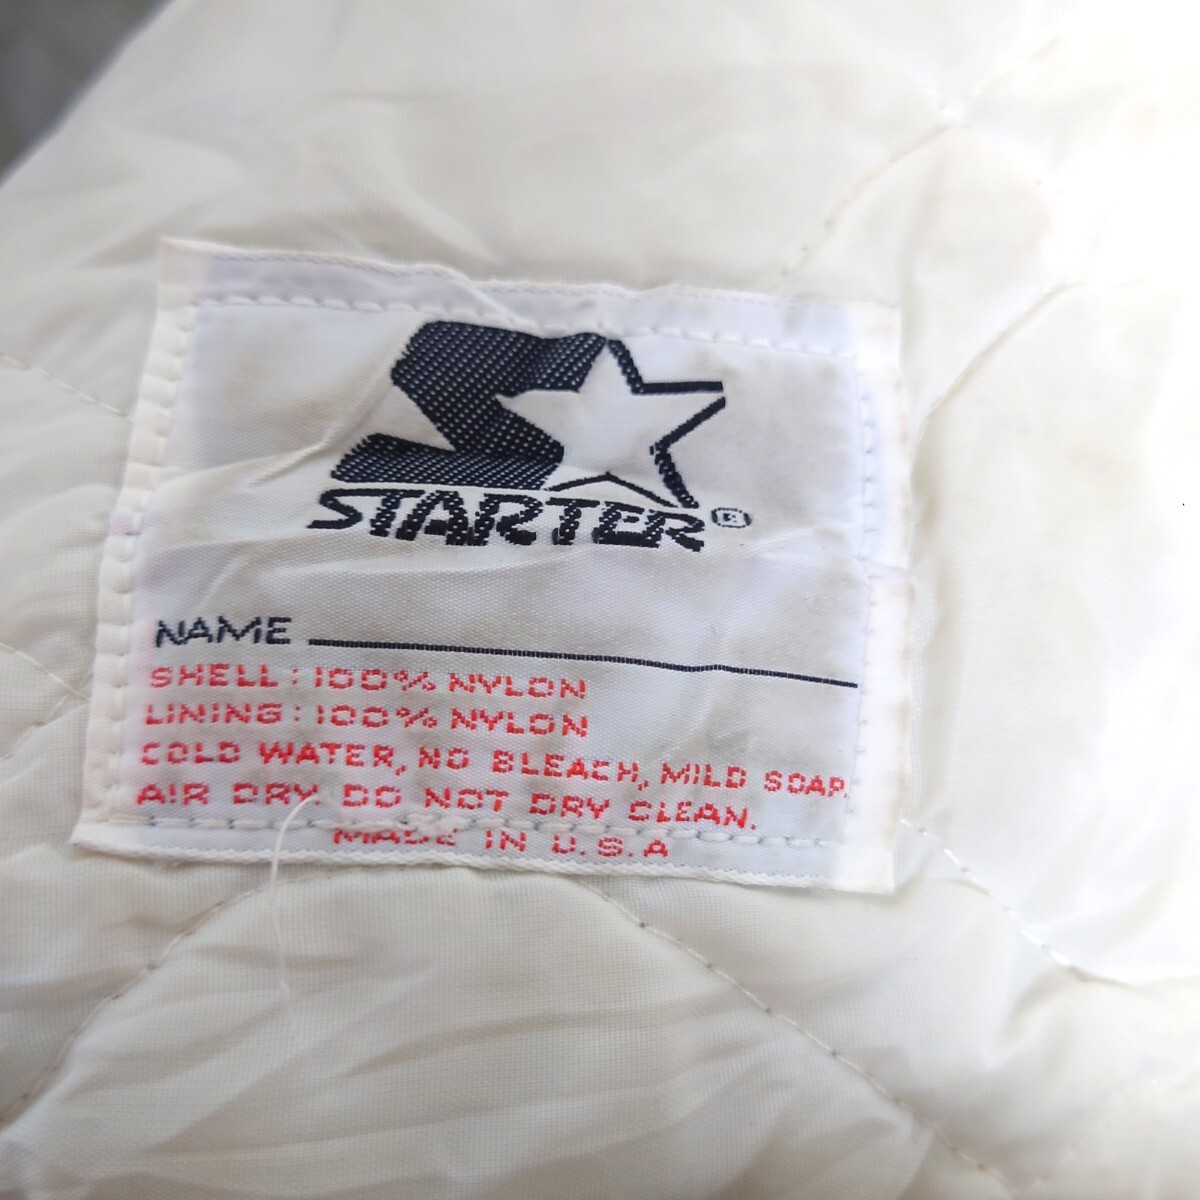 STARTER®
NAME
SHELL: 100% NYLON
LINING: 100% NYLON
COLD WATER, NO BLEACH, MILD SOAP.
AIR DRY. DO NOT DRY CLEAN.
MADE IN U.S.A